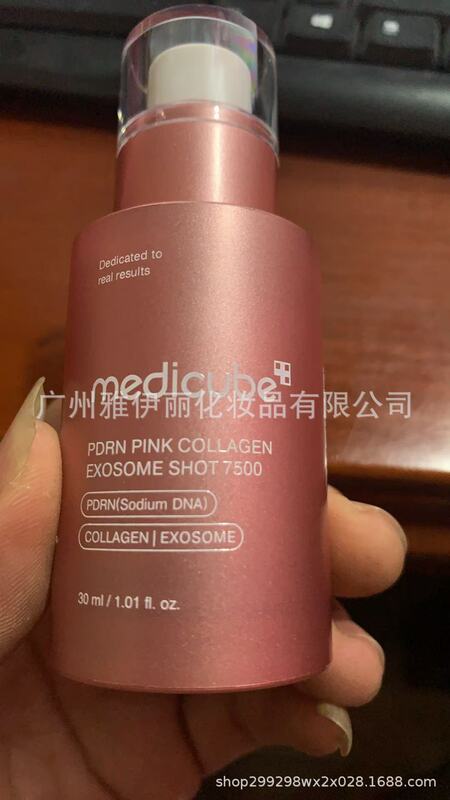 Dedicated to
real results
medicube
广州雅伊丽化妆品有限公司
PDRN PINK COLLAGEN
EXOSOME SHOT 7500
PDRN(Sodium DNA)
COLLAGEN | EXOSOME
30 ml / 1.01 fl. oz.
shop299298wx2x028.1688.com